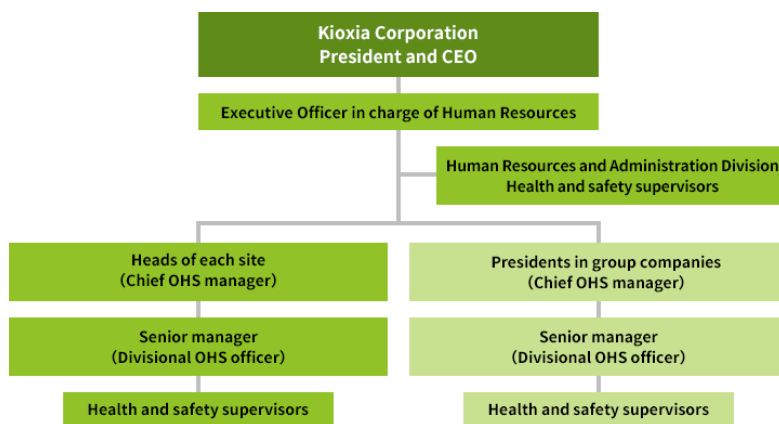 Kioxia Corporation
President and CEO
Executive Officer in charge of Human Resources
Human Resources and Administration Division
Health and safety supervisors
Heads of each site
（Chief OHS manager）
Presidents in group companies
（Chief OHS manager）
Senior manager
（Divisional OHS officer）
Senior manager
（Divisional OHS officer）
Health and safety supervisors
Health and safety supervisors